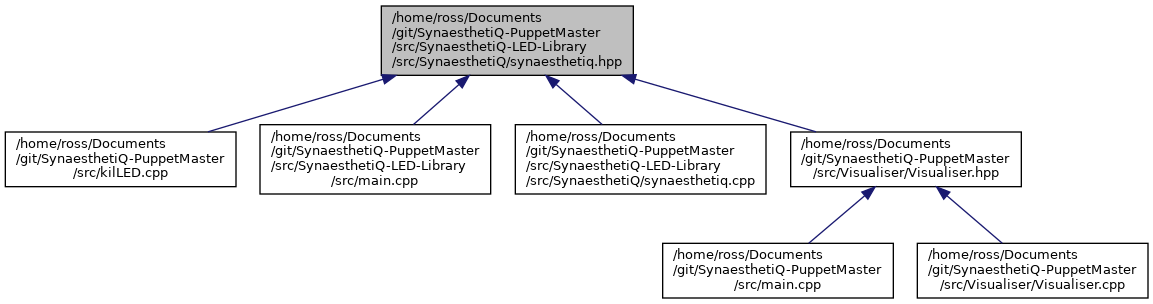 /home/ross/Documents
/git/SynaesthetiQ-PuppetMaster
/src/SynaesthetiQ-LED-Library
/src/SynaesthetiQ/synaesthetiq.hpp
/home/ross/Documents
/git/SynaesthetiQ-PuppetMaster
/src/kilLED.cpp
/home/ross/Documents
/git/SynaesthetiQ-PuppetMaster
/src/SynaesthetiQ-LED-Library
/src/main.cpp
/home/ross/Documents
/git/SynaesthetiQ-PuppetMaster
/src/SynaesthetiQ-LED-Library
/src/SynaesthetiQ/synaesthetiq.cpp
/home/ross/Documents
/git/SynaesthetiQ-PuppetMaster
/src/Visualiser/Visualiser.hpp
/home/ross/Documents
/git/SynaesthetiQ-PuppetMaster
/src/main.cpp
/home/ross/Documents
/git/SynaesthetiQ-PuppetMaster
/src/Visualiser/Visualiser.cpp